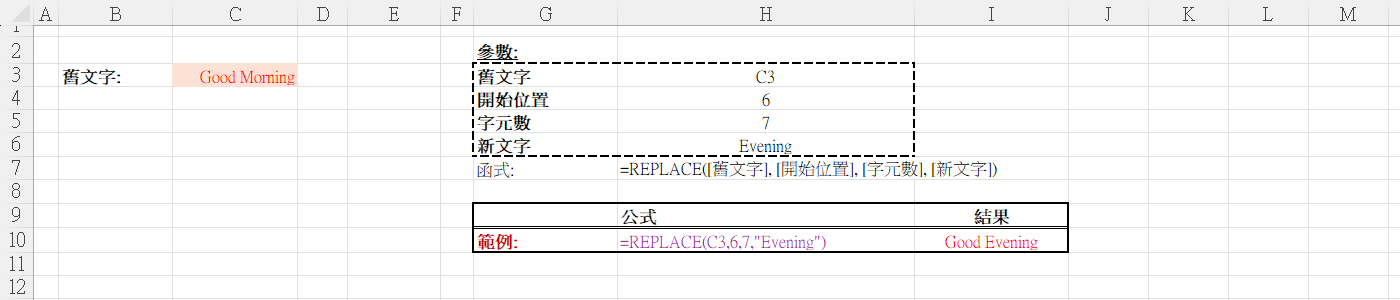 A B C D E F G H I J K L M
1
2 參數:
3 舊文字: Good Morning 舊文字 C3
4 開始位置 6
5 字元數 7
6 新文字 Evening
7 函式: =REPLACE([舊文字], [開始位置], [字元數], [新文字])
8
9 公式 結果
10 範例: =REPLACE(C3,6,7,"Evening") Good Evening
11
12